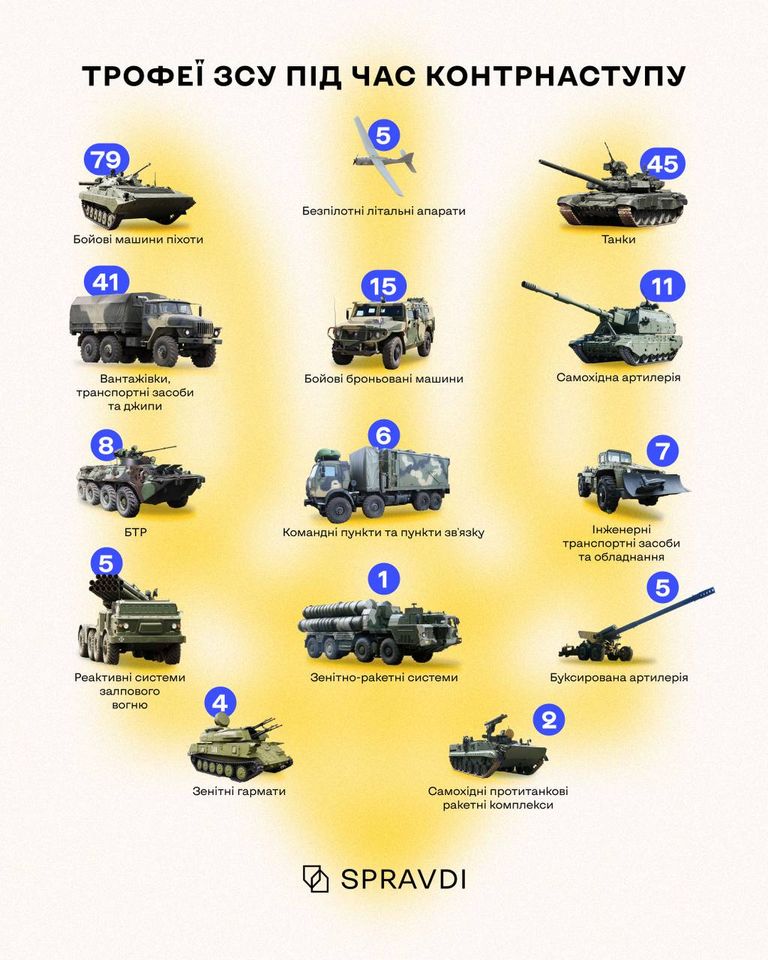 ТРОФЕЇ ЗСУ ПІД ЧАС КОНТРНАСТУПУ
79
Бойові машини піхоти
5
Безпілотні літальні апарати
45
Танки
41
Вантажівки,
транспортні засоби
та джипи
15
Бойові броньовані машини
11
Самохідна артилерія
8
БТР
6
Командні пункти та пункти зв'язку
7
Інженерні
транспортні засоби
та обладнання
5
Реактивні системи
залпового
вогню
1
Зенітно-ракетні системи
5
Буксирована артилерія
4
Зенітні гармати
2
Самохідні протитанкові
ракетні комплекси
SPRAVDI